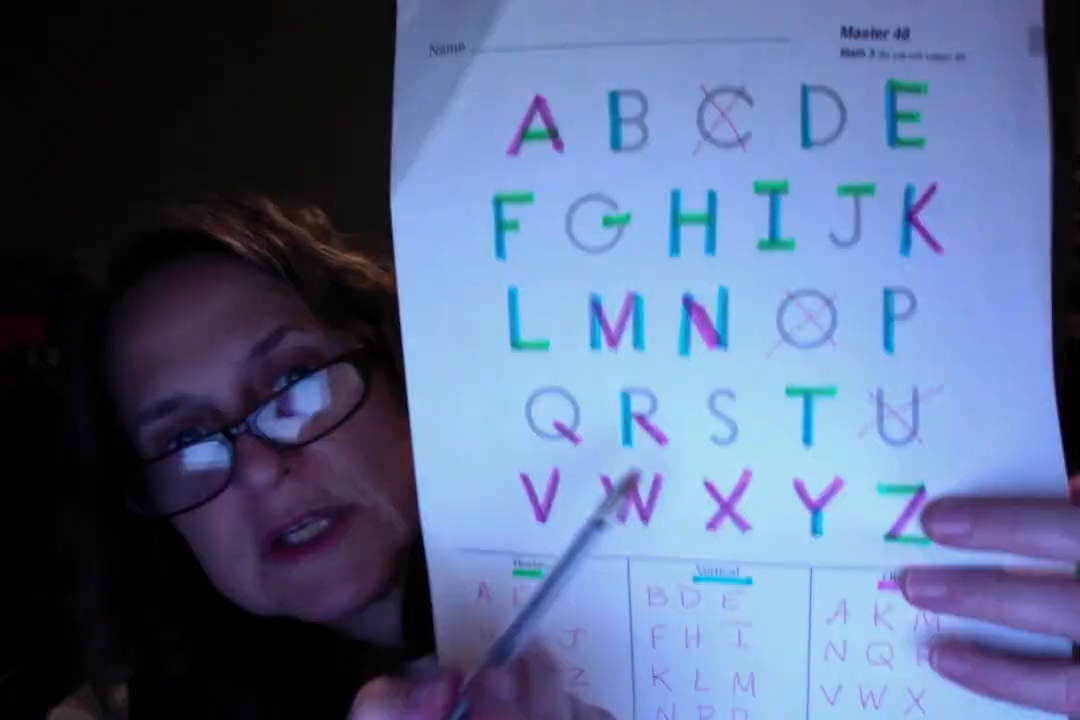 Name
Master 48
A B C D E
F G H I J K
L M N O P
Q R S T U
V W X Y Z
Vertical
A B D E A K M
J F H I N Q
Z K L M V W X